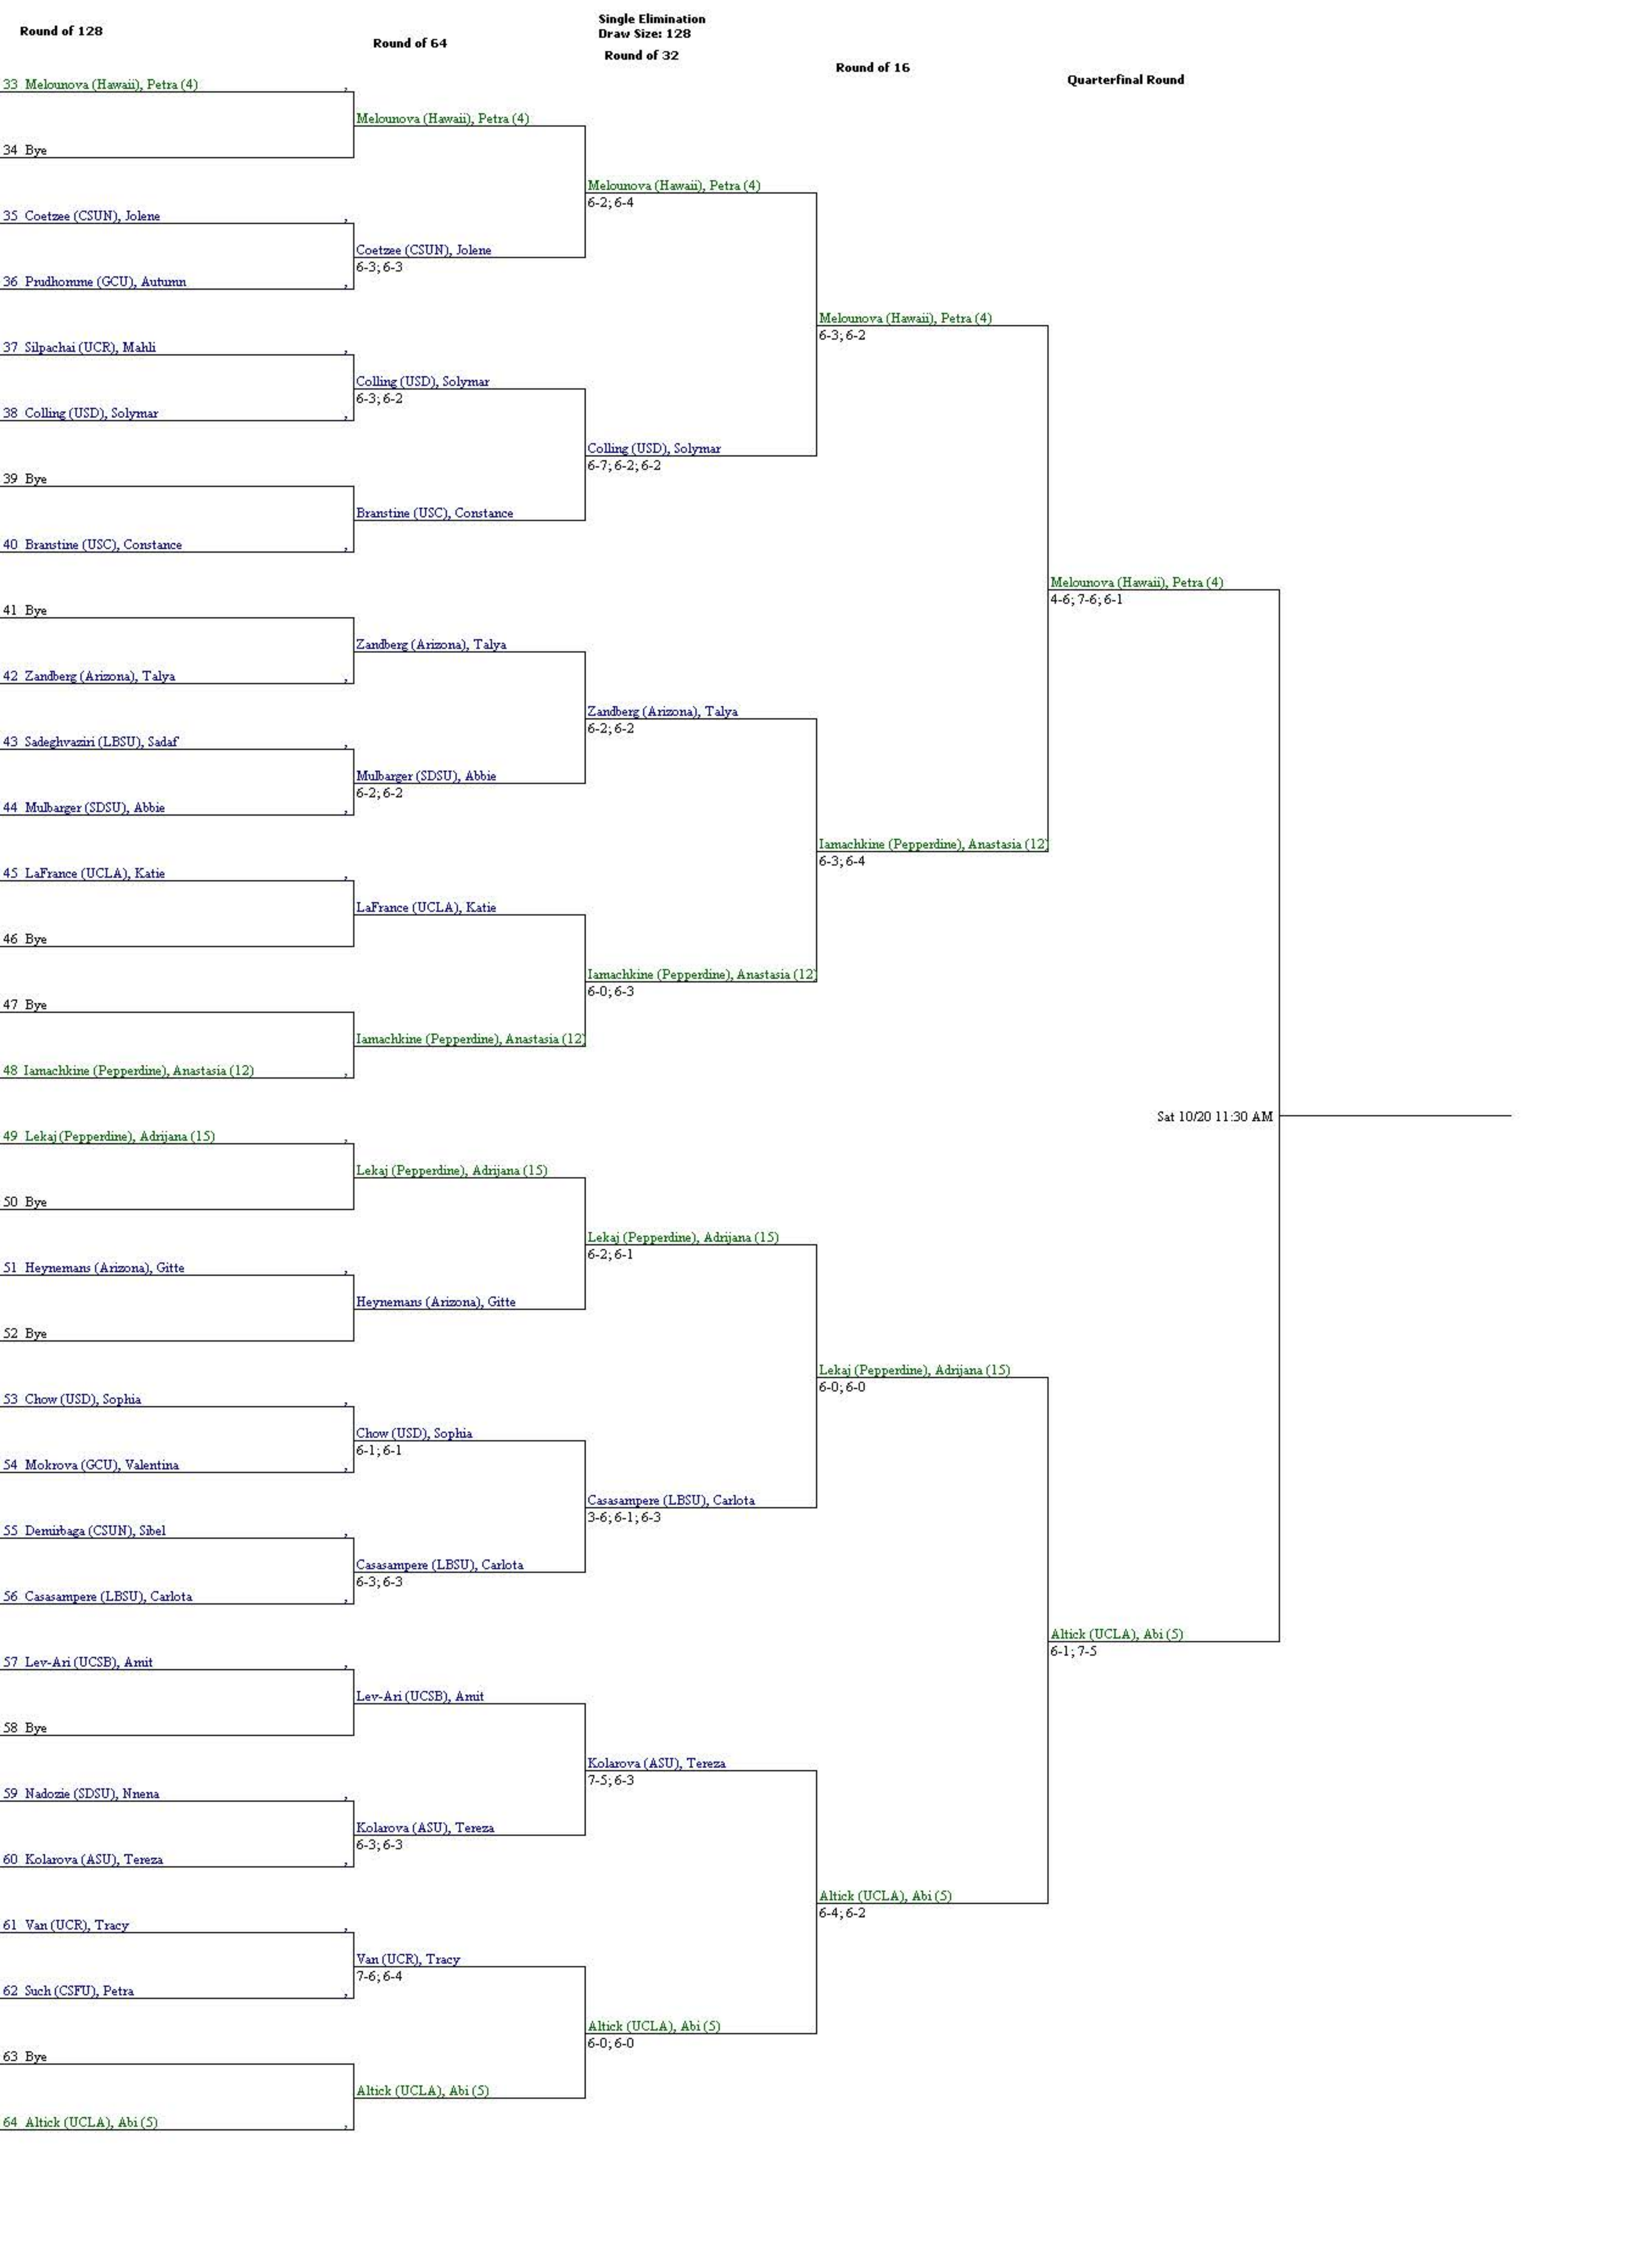 Single Elimination
Draw Size: 128
Round of 128
Round of 64
Round of 32
Round of 16
Quarterfinal Round
33 Melounova (Hawaii), Petra (4) ,
Melounova (Hawaii), Petra (4)
34 Bye
Melounova (Hawaii), Petra (4)
6-2; 6-4
35 Coetzee (CSUN), Jolene ,
Coetzee (CSUN), Jolene
6-3; 6-3
36 Prudhomme (GCU), Autumn ,
Melounova (Hawaii), Petra (4)
6-3; 6-2
37 Silpachai (UCR), Mahli ,
Colling (USD), Solymar
6-3; 6-2
38 Colling (USD), Solymar ,
Colling (USD), Solymar
6-7; 6-2; 6-2
39 Bye
Branstine (USC), Constance
40 Branstine (USC), Constance ,
Melounova (Hawaii), Petra (4)
4-6; 7-6; 6-1
41 Bye
Zandberg (Arizona), Talya
42 Zandberg (Arizona), Talya ,
Zandberg (Arizona), Talya
6-2; 6-2
43 Sadeghvaziri (LBSU), Sadaf ,
Mulbarger (SDSU), Abbie
6-2; 6-2
44 Mulbarger (SDSU), Abbie ,
Iamachkine (Pepperdine), Anastasia (12)
6-3; 6-4
45 LaFrance (UCLA), Katie ,
LaFrance (UCLA), Katie
46 Bye
Iamachkine (Pepperdine), Anastasia (12)
6-0; 6-3
47 Bye
Iamachkine (Pepperdine), Anastasia (12)
48 Iamachkine (Pepperdine), Anastasia (12) ,
Sat 10/20 11:30 AM
49 Lekaj (Pepperdine), Adrijana (15) ,
Lekaj (Pepperdine), Adrijana (15)
50 Bye
Lekaj (Pepperdine), Adrijana (15)
6-2; 6-1
51 Heynemans (Arizona), Gitte ,
Heynemans (Arizona), Gitte
52 Bye
Lekaj (Pepperdine), Adrijana (15)
6-0; 6-0
53 Chow (USD), Sophia ,
Chow (USD), Sophia
6-1; 6-1
54 Mokrova (GCU), Valentina ,
Casasampere (LBSU), Carlota
3-6; 6-1; 6-3
55 Demirbaga (CSUN), Sibel ,
Casasampere (LBSU), Carlota
6-3; 6-3
56 Casasampere (LBSU), Carlota ,
Altick (UCLA), Abi (5)
6-1; 7-5
57 Lev-Ari (UCSB), Amit ,
Lev-Ari (UCSB), Amit
58 Bye
Kolarova (ASU), Tereza
7-5; 6-3
59 Nadozie (SDSU), Nnena ,
Kolarova (ASU), Tereza
6-3; 6-3
60 Kolarova (ASU), Tereza ,
Altick (UCLA), Abi (5)
6-4; 6-2
61 Van (UCR), Tracy ,
Van (UCR), Tracy
7-6; 6-4
62 Such (CSFU), Petra ,
Altick (UCLA), Abi (5)
6-0; 6-0
63 Bye
Altick (UCLA), Abi (5)
64 Altick (UCLA), Abi (5) ,